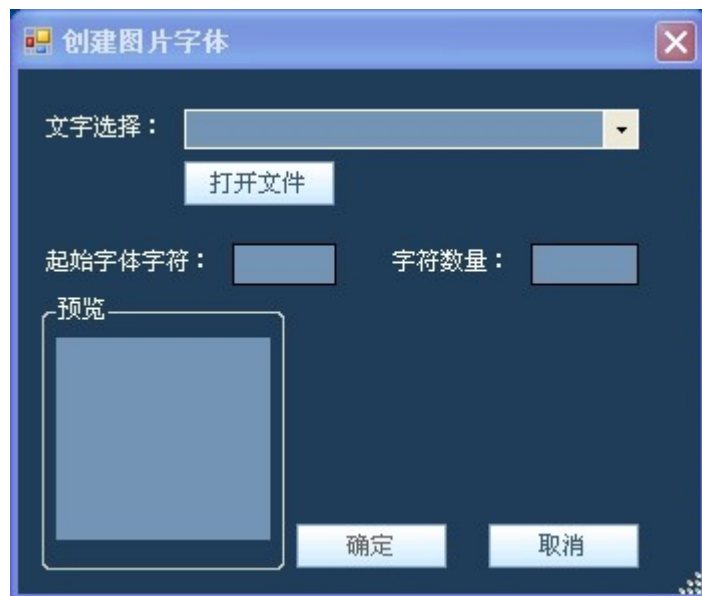 创建图片字体
文字选择：
打开文件
起始字体字符： 字符数量：
预览
确定 取消